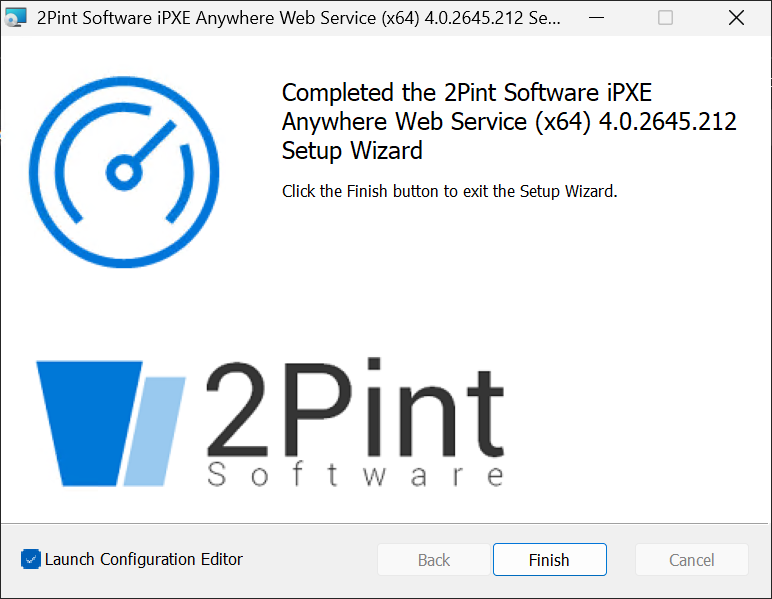 2Pint Software iPXE Anywhere Web Service (x64) 4.0.2645.212 Se...
Completed the 2Pint Software iPXE
Anywhere Web Service (x64) 4.0.2645.212
Setup Wizard
Click the Finish button to exit the Setup Wizard.
2Pint
Software
Launch Configuration Editor
Back
Finish
Cancel